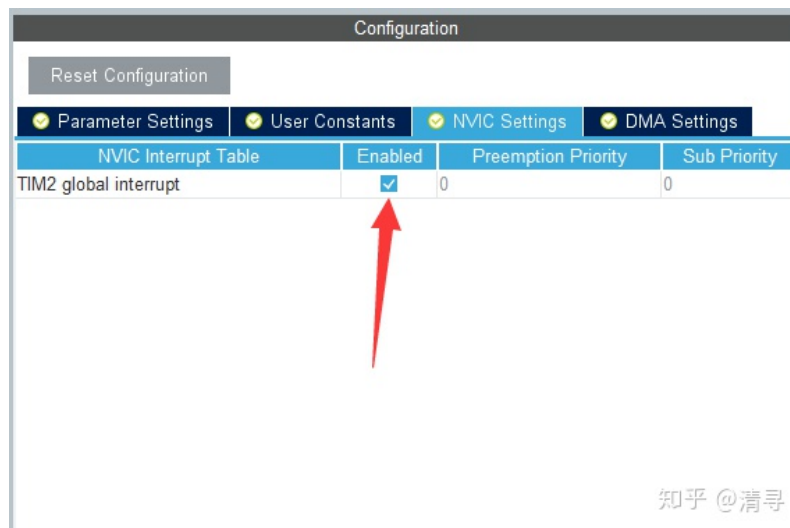 Configuration
Reset Configuration
Parameter Settings User Constants NVIC Settings DMA Settings
NVIC Interrupt Table Enabled Preemption Priority Sub Priority
TIM2 global interrupt 0 0
知乎 @清寻